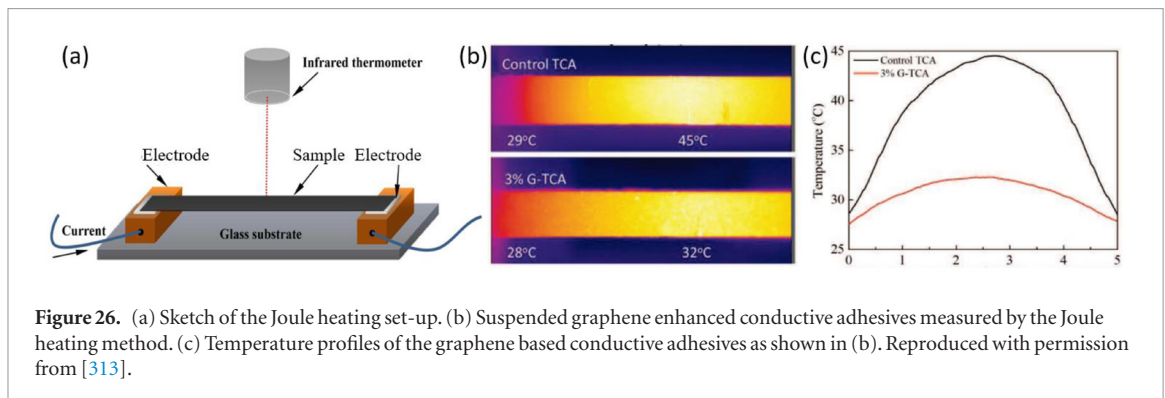 (a)
Infrared thermometer
Electrode
Sample
Electrode
Current
Glass substrate
(b)
Control TCA
29°C
45°C
3% G-TCA
28°C
32°C
(c)
45
40
35
30
25
Temperature (°C)
Control TCA
3% G-TCA
0
1
2
3
4
5
Figure 26. (a) Sketch of the Joule heating set-up. (b) Suspended graphene enhanced conductive adhesives measured by the Joule
heating method. (c) Temperature profiles of the graphene based conductive adhesives as shown in (b). Reproduced with permission
from [313].